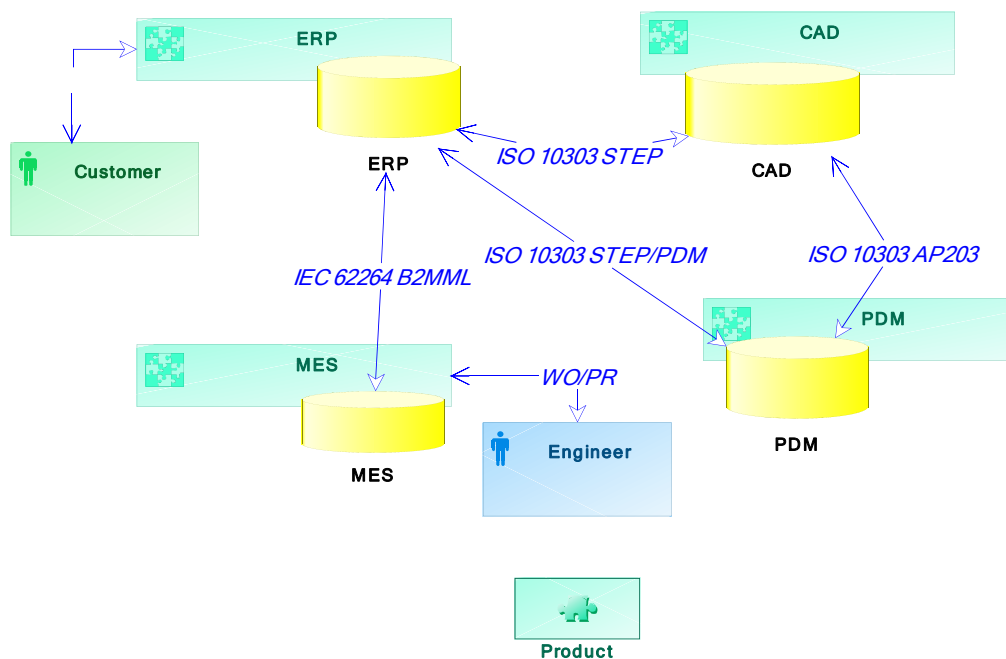 ERP
CAD
ISO 10303 STEP
Customer
ERP
CAD
ISO 10303 STEP/PDM
ISO 10303 AP203
IEC 62264 B2MML
PDM
MES
WO/PR
PDM
Engineer
MES
Product